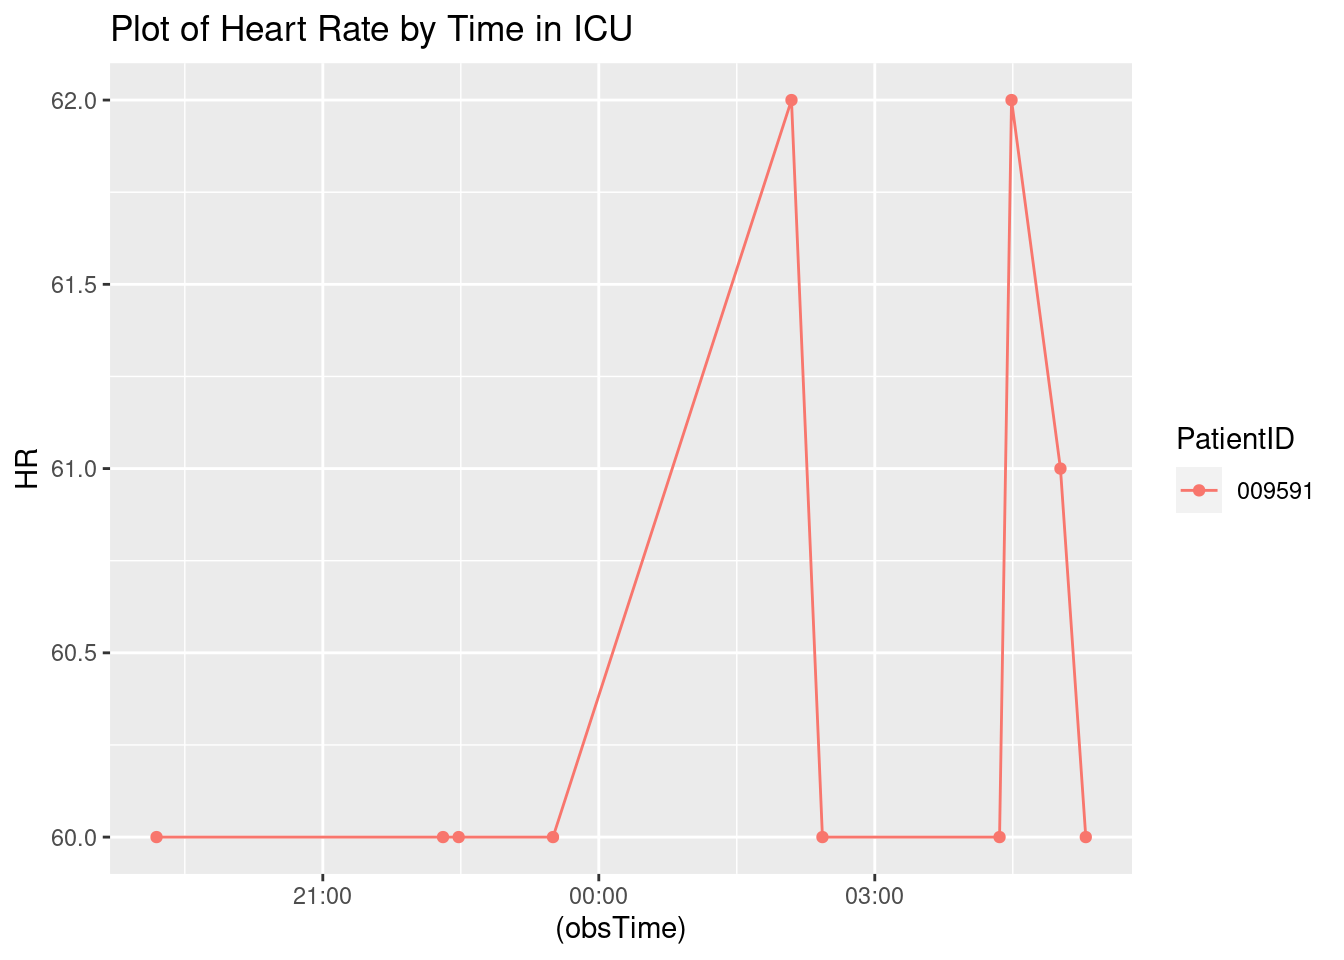 Plot of Heart Rate by Time in ICU
62.0
61.5
61.0
60.5
60.0
HR
21:00
00:00
03:00
(obsTime)
PatientID
009591